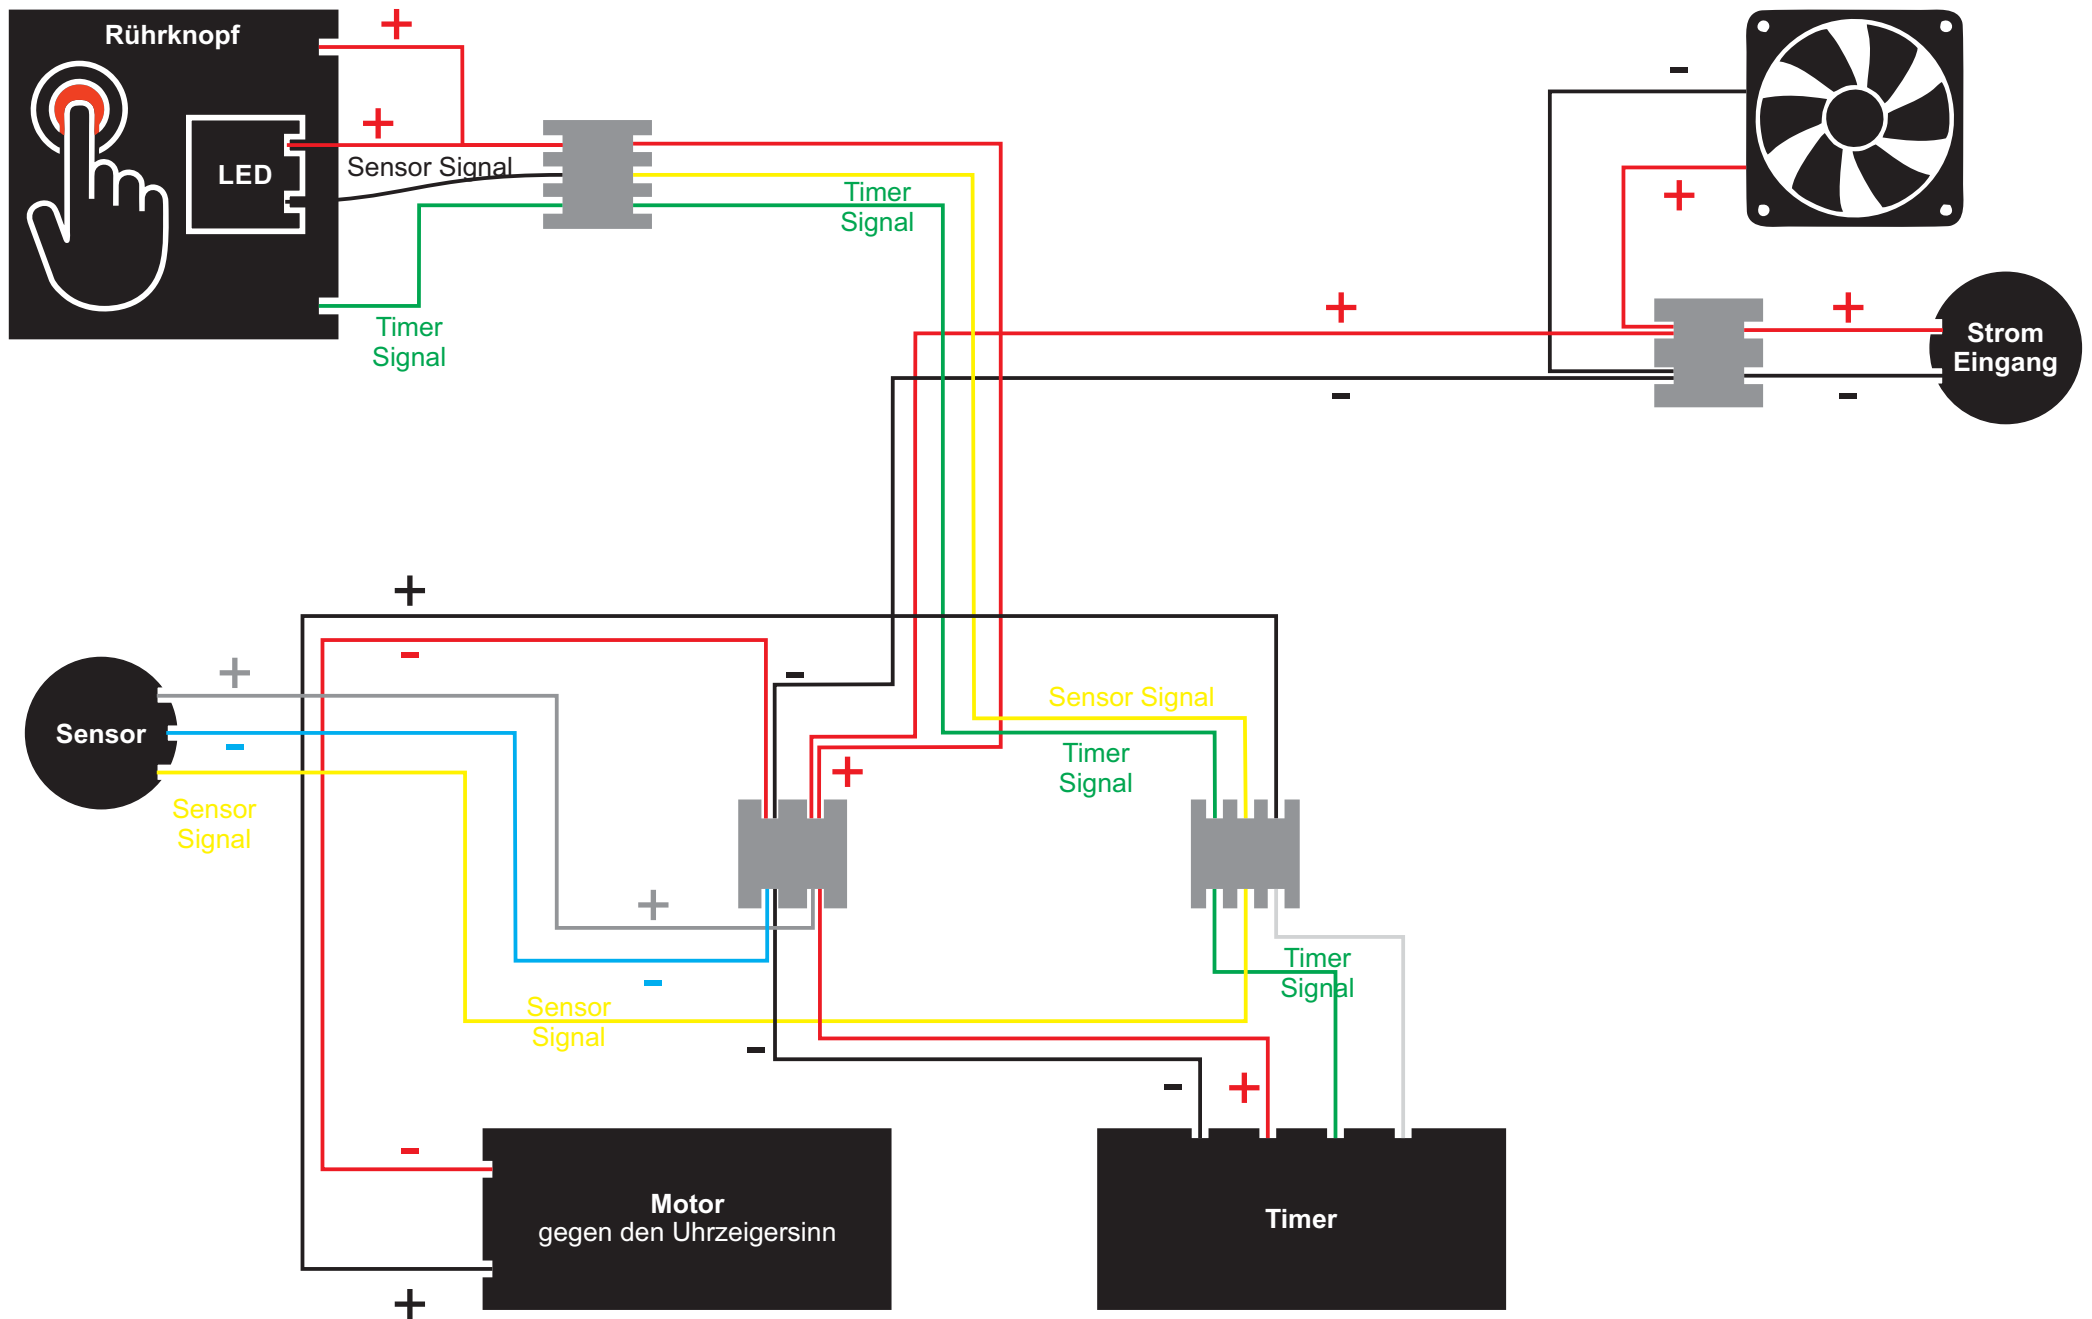 Rührknopf
+
-
+
LED
Sensor Signal
Timer
Signal
+
Timer
Signal
+
+
Strom
Eingang
-
-
+
-
+
-
Sensor Signal
Sensor
-
Timer
Signal
+
Sensor
Signal
+
-
Timer
Signal
Sensor
Signal
-
-
+
-
Motor
gegen den Uhrzeigersinn
Timer
+